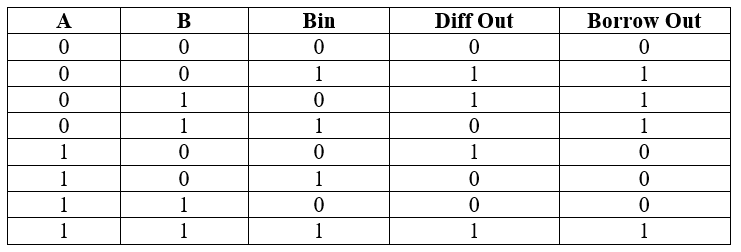 A B Bin Diff Out Borrow Out
0 0 0 0 0
0 0 1 1 1
0 1 0 1 1
0 1 1 0 1
1 0 0 1 0
1 0 1 0 0
1 1 0 0 0
1 1 1 1 1